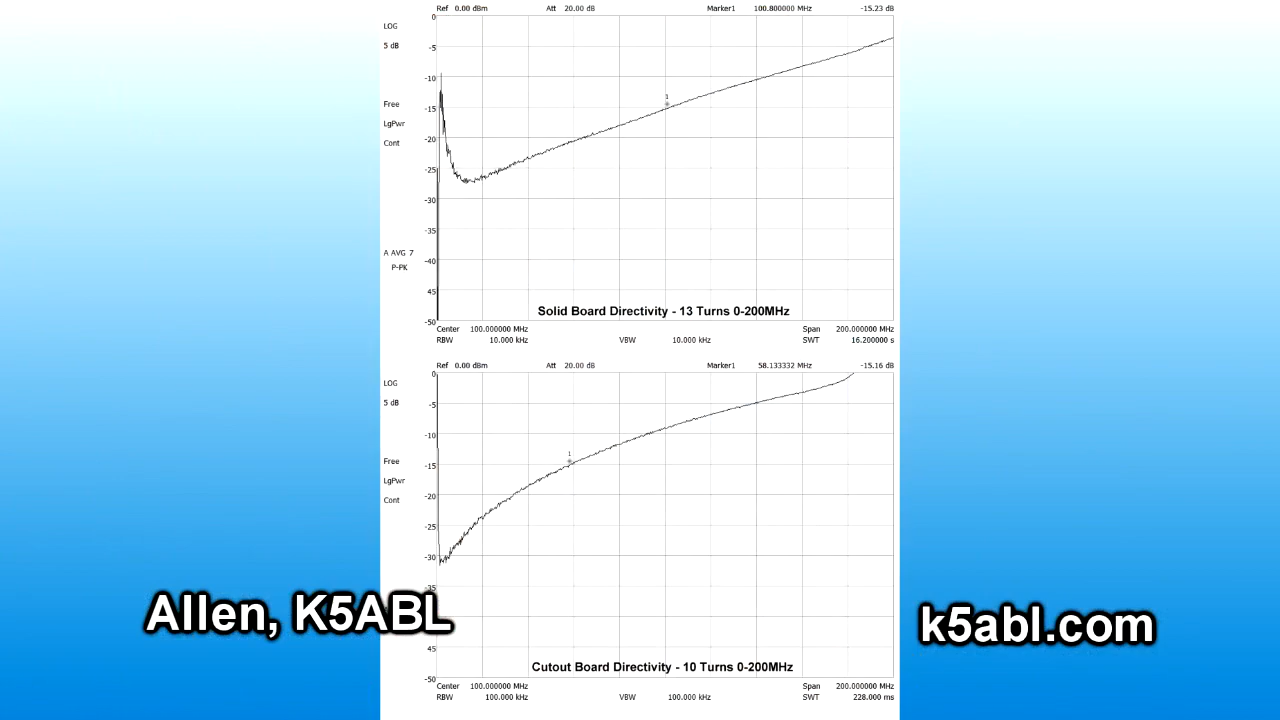 Ref 0.00 dBm Att 20.00 dB Marker1 100.800000 MHz -15.23 dB
LOG
5 dB
Free
LgPwr
Cont
A AVG 7
P-PK
0
-5
-10
-15
-20
-25
-30
-35
-40
45
-50
1
Solid Board Directivity - 13 Turns 0-200MHz
Center 100.000000 MHz Span 200.000000 MHz
RBW 10.000 kHz VBW 10.000 kHz SWT 16.200000 s
Ref 0.00 dBm Att 20.00 dB Marker1 58.133332 MHz -15.16 dB
LOG
5 dB
Free
LgPwr
Cont
0
-5
-10
-15
-20
-25
-30
-35
45
-50
1
Allen, K5ABL
k5abl.com
Cutout Board Directivity - 10 Turns 0-200MHz
Center 100.000000 MHz Span 200.000000 MHz
RBW 100.000 kHz VBW 100.000 kHz SWT 228.000 ms